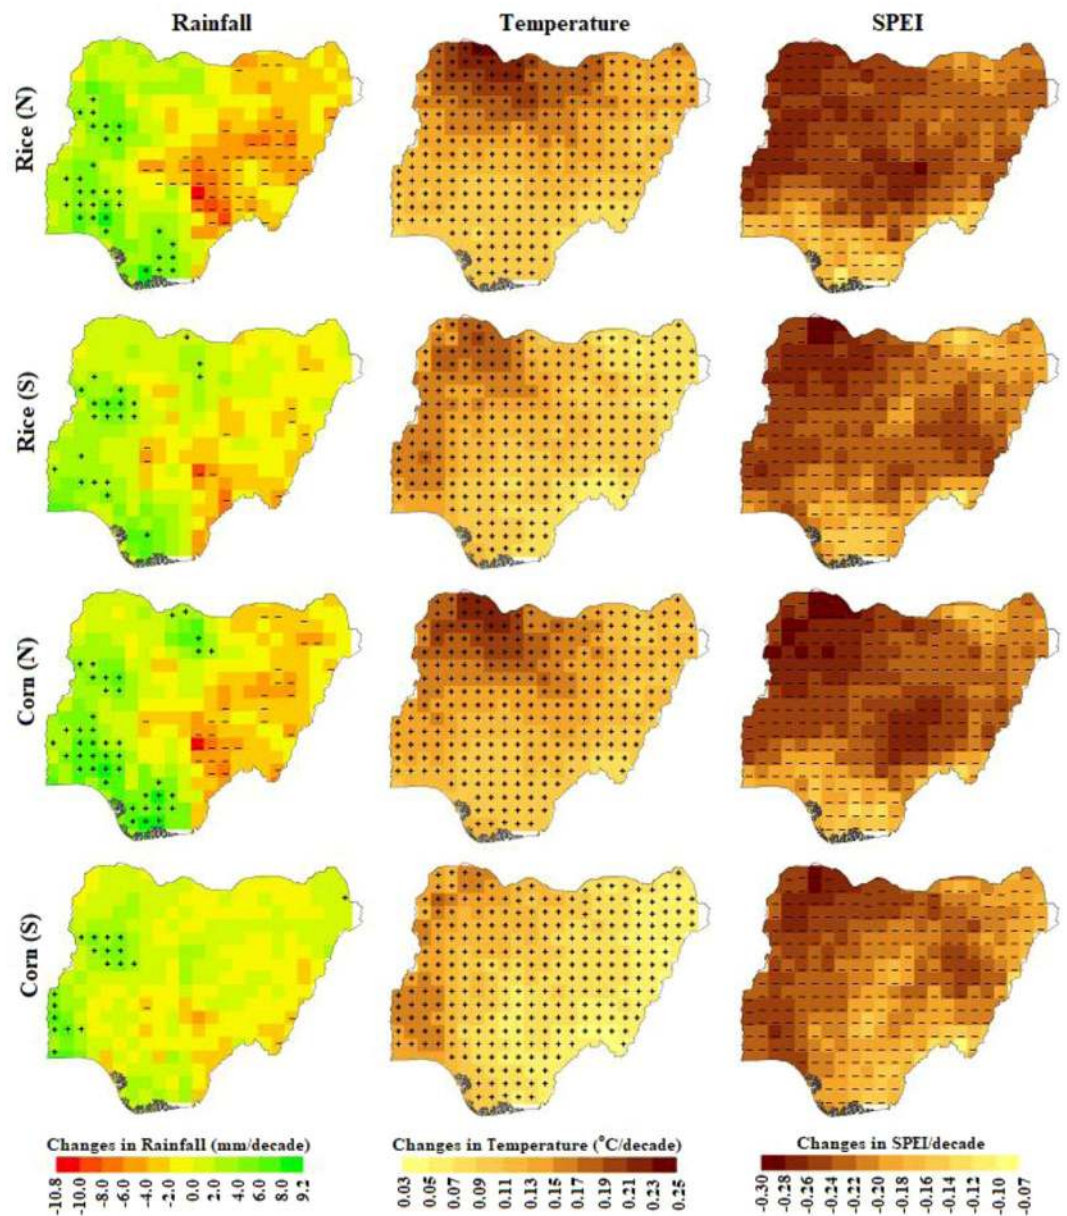 Rainfall Temperature SPEI
Rice (N)
Rice (S)
Corn (N)
Corn (S)
Changes in Rainfall (mm/decade) Changes in Temperature (°C/decade) Changes in SPEI/decade
-10.8 -10.0 -8.0 -6.0 -4.0 -2.0 0.0 2.0 4.0 6.0 8.0 9.2 0.03 0.05 0.07 0.09 0.11 0.13 0.15 0.17 0.19 0.21 0.23 0.25 -0.30 -0.28 -0.26 -0.24 -0.22 -0.20 -0.18 -0.16 -0.14 -0.12 -0.10 -0.07